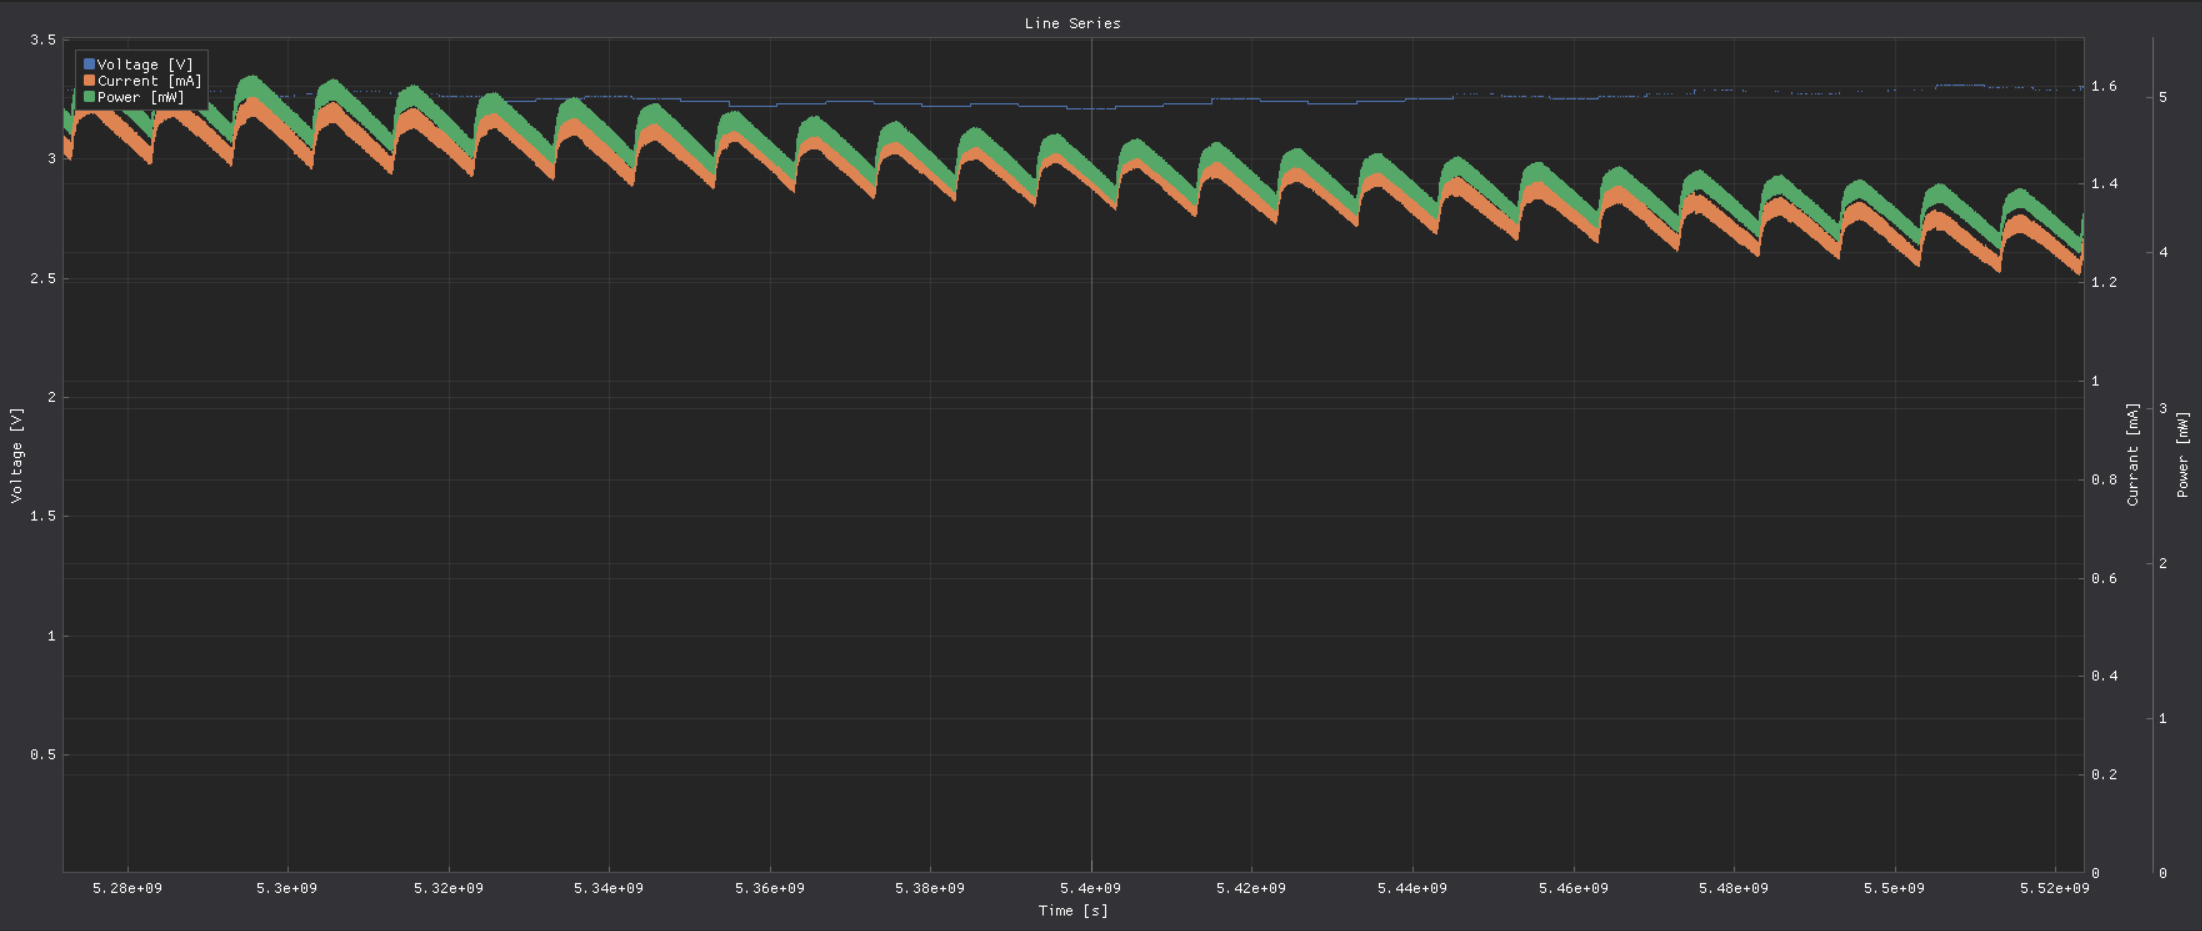 Line Series
Voltage [V]
Current [mA]
Power [mW]
3.5
3
2.5
2
1.5
1
0.5
Voltage [V]
1.6
1.4
1.2
1
0.8
0.6
0.4
0.2
0
Currant [mA]
5
4
3
2
1
0
Power [mW]
5.28e+09 5.3e+09 5.32e+09 5.34e+09 5.36e+09 5.38e+09 5.4e+09 5.42e+09 5.44e+09 5.46e+09 5.48e+09 5.5e+09 5.52e+09
Time [s]